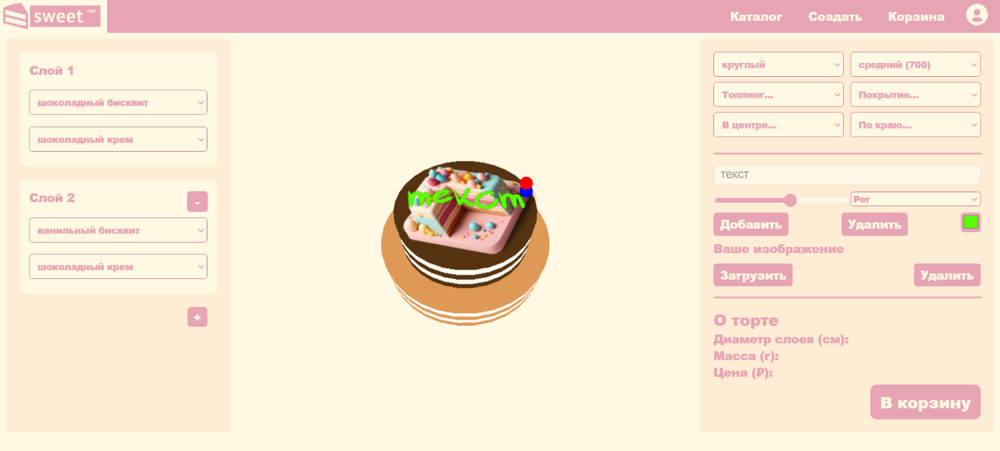 sweet ORT
Каталог Создать Корзина
Слой 1
шоколадный бисквит
шоколадный крем
Слой 2
-
ванильный бисквит
шоколадный крем
+
текст
круглый средний (700)
Топпинг... Покрытие...
В центре... По краю...
текст
Per
Добавить Удалить
Ваше изображение
Загрузить Удалить
О торте
Диаметр слоев (см):
Масса (г):
Цена (₽):
В корзину